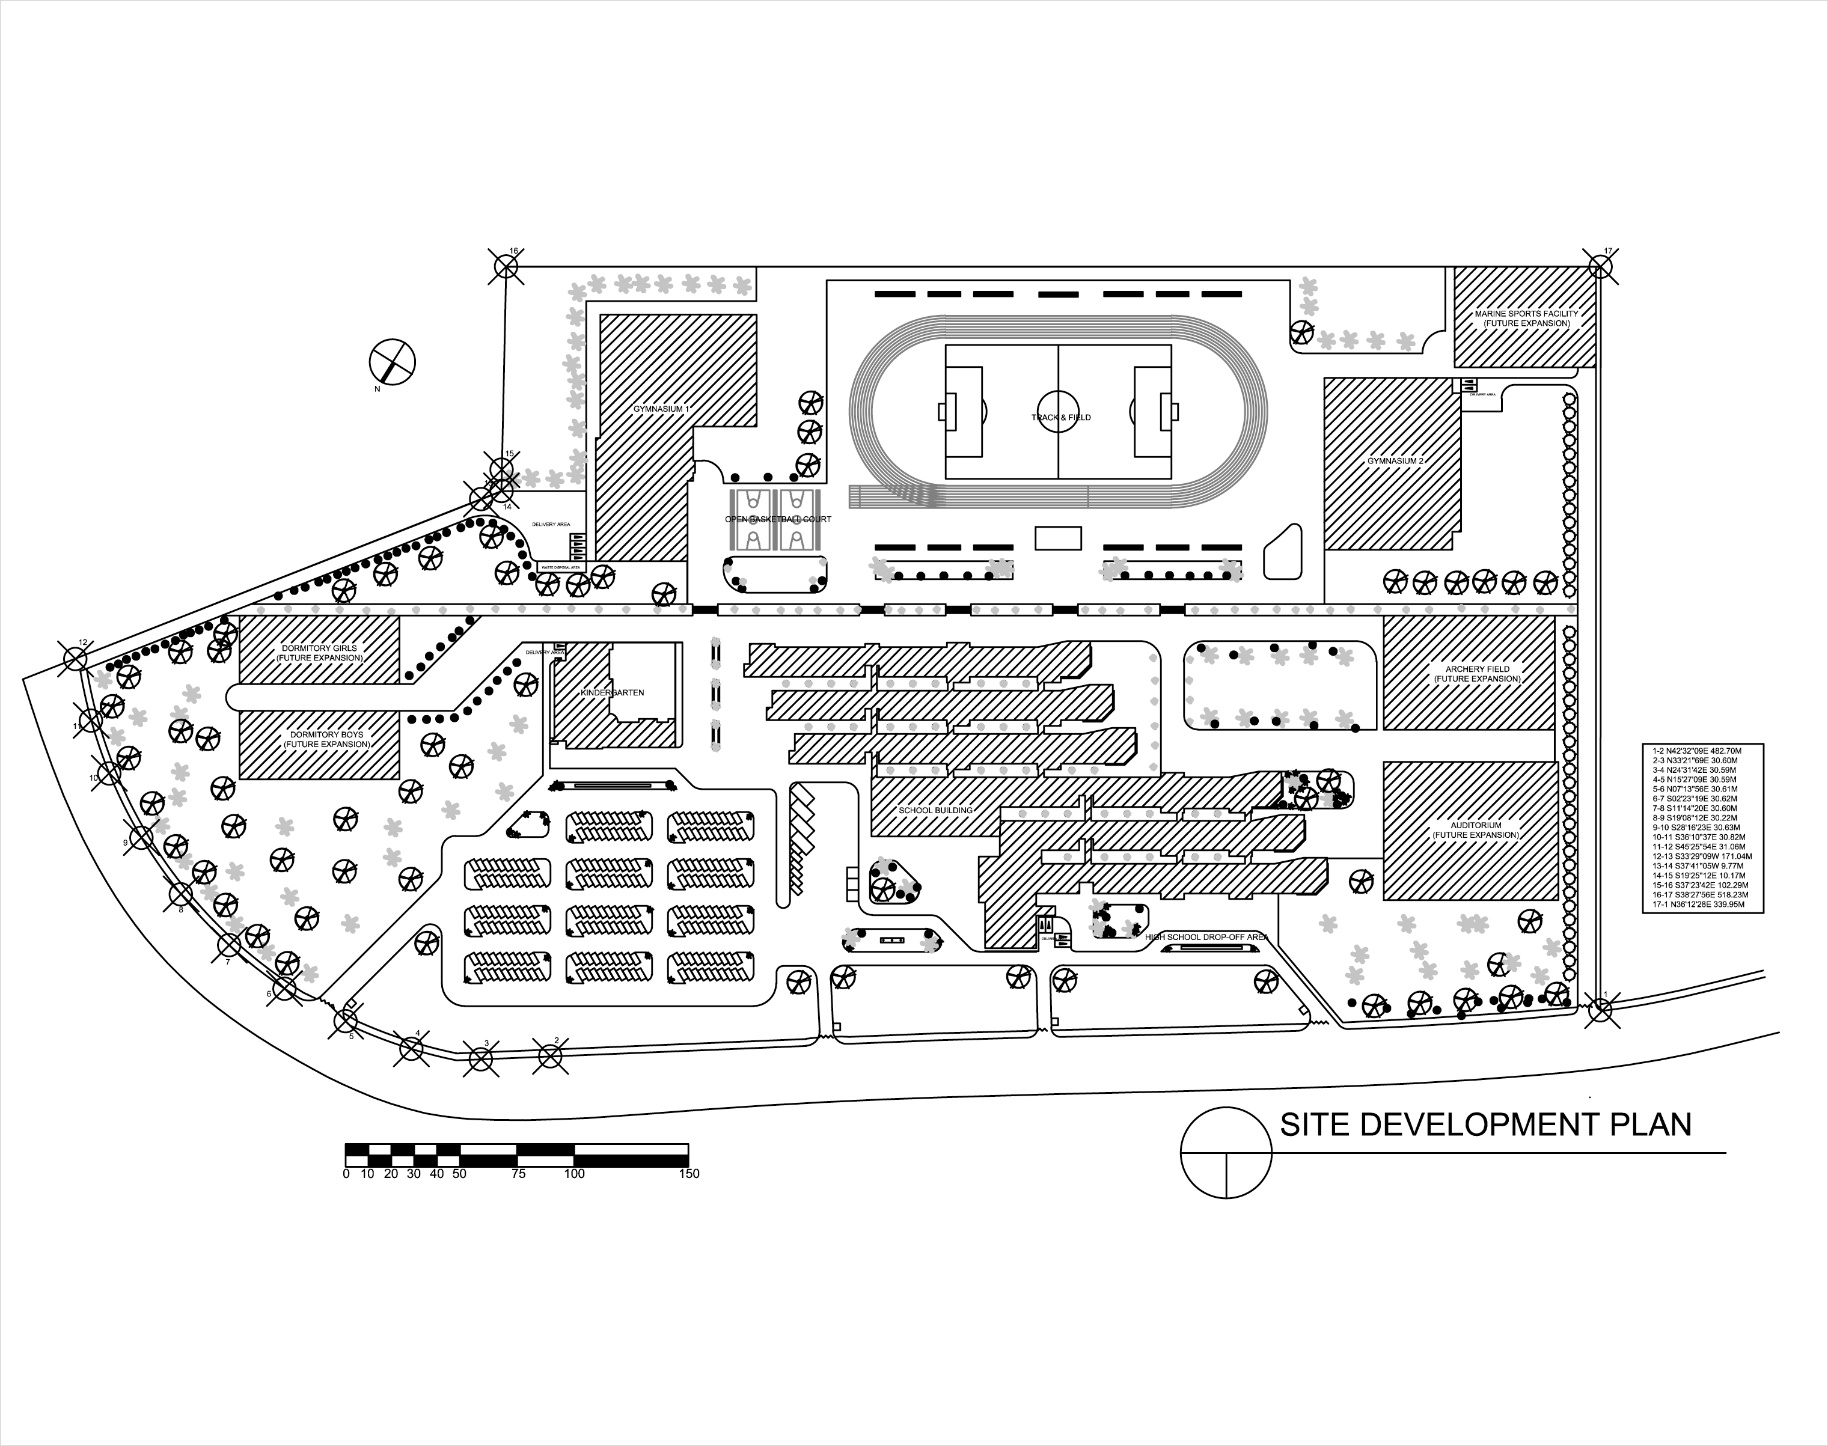 16
17
MARINE SPORTS FACILITY
(FUTURE EXPANSION)
N
DELIVERY AREA
GYMNASIUM 1
TRACK & FIELD
GYMNASIUM 2
15
14
OPEN BASKETBALL COURT
DELIVERY AREA
WASTE DISPOSAL AREA
12
DORMITORY GIRLS
(FUTURE EXPANSION)
DELIVERY AREA
KINDERGARTEN
ARCHERY FIELD
(FUTURE EXPANSION)
11
DORMITORY BOYS
(FUTURE EXPANSION)
10
SCHOOL BUILDING
AUDITORIUM
(FUTURE EXPANSION)
9
8
7
HIGH SCHOOL DROP-OFF AREA
6
1
5
4
3
2
1-2 N42'32"09E 482.70M
2-3 N33'21"69E 30.60M
3-4 N24'31'42E 30.59M
4-5 N15'27'09E 30.59M
5-6 N07'13"56E 30.61M
6-7 S02'23"19E 30.62M
7-8 S11'14"20E 30.60M
8-9 S19'08"12E 30.22M
9-10 S28'16'23E 30.63M
10-11 S36'10"37E 30.82M
11-12 S45'25"54E 31.08M
12-13 S33'29"09W 171.04M
13-14 S37'41"05W 9.77M
14-15 S19'25"12E 10.17M
15-16 S37'23'42E 102.29M
16-17 S38'27"56E 518.23M
17-1 N36'12'28E 339.95M
SITE DEVELOPMENT PLAN
0 10 20 30 40 50 75 100 150